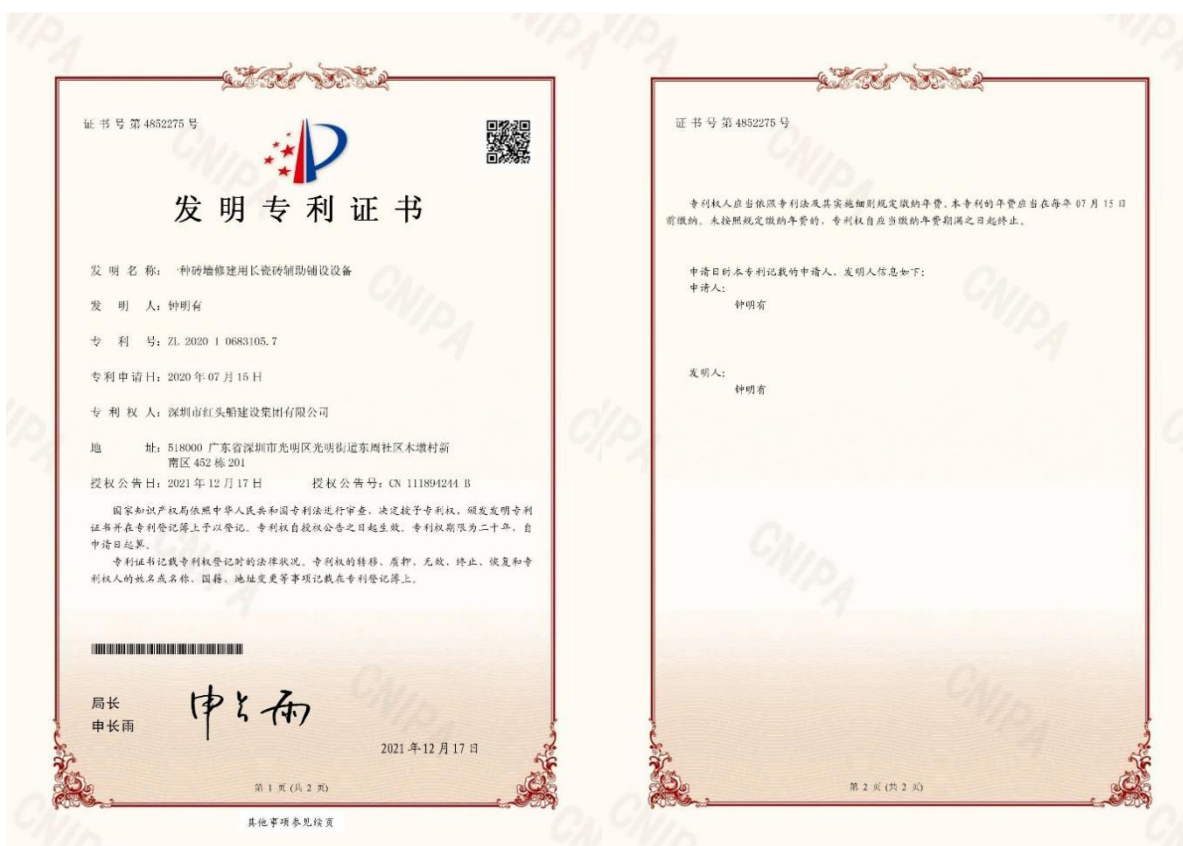 证书号第4852275号
发明专利证书
发明名称：一种砖墙修建用长瓷砖辅助铺设设备
发明人：钟明有
专利号：ZL 2020 1 0683105.7
专利申请日：2020年07月15日
专利权人：深圳市红头船建设集团有限公司
地址：518000 广东省深圳市光明区光明街道东周社区木墩村新
南区452栋201
授权公告日：2021年12月17日 授权公告号：CN 111894244 B
国家知识产权局依照中华人民共和国专利法进行审查，决定授予专利权，颁发发明专利
证书并在专利登记簿上予以登记。专利权自授权公告之日起生效。专利权期限为二十年，自
申请日起算。
专利证书记载专利权登记时的法律状况。专利权的转移、质押、无效、终止、恢复和专
利权人的姓名或名称、国籍、地址变更等事项记载在专利登记簿上。
局长
申长雨
申长雨
2021年12月17日
第 1 页 (共 2 页)
其他事项参见续页
证书号第4852275号
专利权人应当依照专利法及其实施细则规定缴纳年费。本专利的年费应当在每年07月15日
前缴纳。未按照规定缴纳年费的，专利权自应当缴纳年费期满之日起终止。
申请日时本专利记载的申请人、发明人信息如下：
申请人：
钟明有
发明人：
钟明有
第 2 页 (共 2 页)
CNIPA